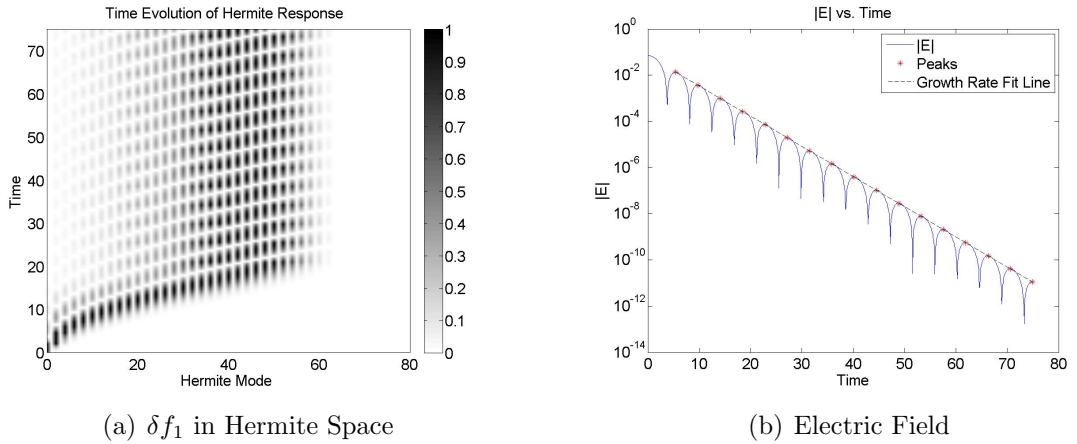 Time Evolution of Hermite Response
Time
70
60
50
40
30
20
10
0
0 20 40 60 80
Hermite Mode
1
0.9
0.8
0.7
0.6
0.5
0.4
0.3
0.2
0.1
0
(a) δf₁ in Hermite Space
|E| vs. Time
|E|
10⁰
10⁻²
10⁻⁴
10⁻⁶
10⁻⁸
10⁻¹⁰
10⁻¹²
10⁻¹⁴
|E|
Peaks
Growth Rate Fit Line
0 10 20 30 40 50 60 70 80
Time
(b) Electric Field